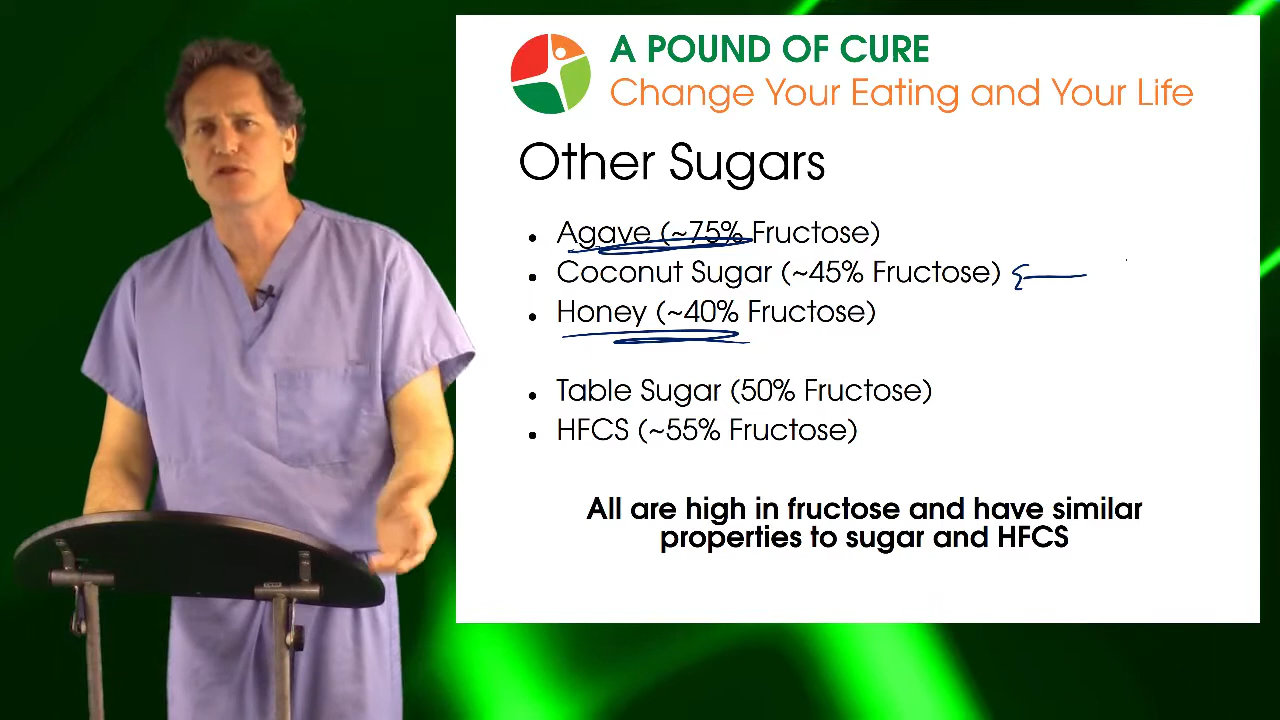 A POUND OF CURE
Change Your Eating and Your Life
Other Sugars
• Agave (~75% Fructose)
• Coconut Sugar (~45% Fructose)
• Honey (~40% Fructose)
• Table Sugar (50% Fructose)
• HFCS (~55% Fructose)
All are high in fructose and have similar
properties to sugar and HFCS